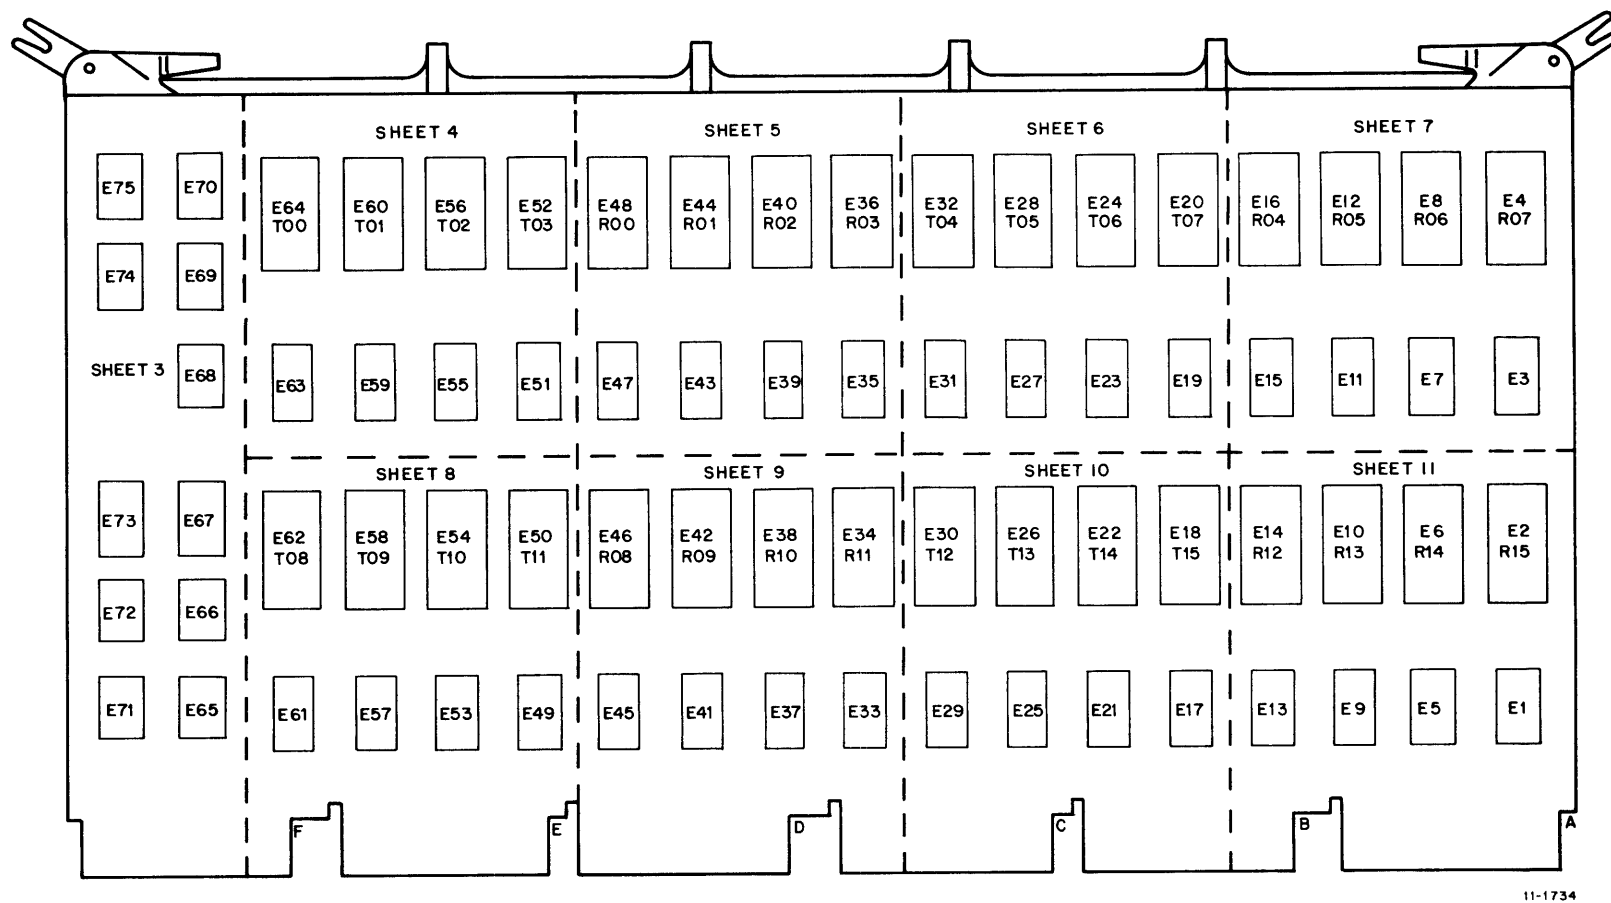 SHEET 4 SHEET 5 SHEET 6 SHEET 7
E75 E70
E64 E60 E56 E52 E48 E44 E40 E36 E32 E28 E24 E20 E16 E12 E8 E4
T00 T01 T02 T03 R00 R01 R02 R03 T04 T05 T06 T07 R04 R05 R06 R07
E74 E69
SHEET 3 E68 E63 E59 E55 E51 E47 E43 E39 E35 E31 E27 E23 E19 E15 E11 E7 E3
SHEET 8 SHEET 9 SHEET 10 SHEET 11
E73 E67
E62 E58 E54 E50 E46 E42 E38 E34 E30 E26 E22 E18 E14 E10 E6 E2
T08 T09 T10 T11 R08 R09 R10 R11 T12 T13 T14 T15 R12 R13 R14 R15
E72 E66
E71 E65 E61 E57 E53 E49 E45 E41 E37 E33 E29 E25 E21 E17 E13 E9 E5 E1
F E D C B A
11-1734